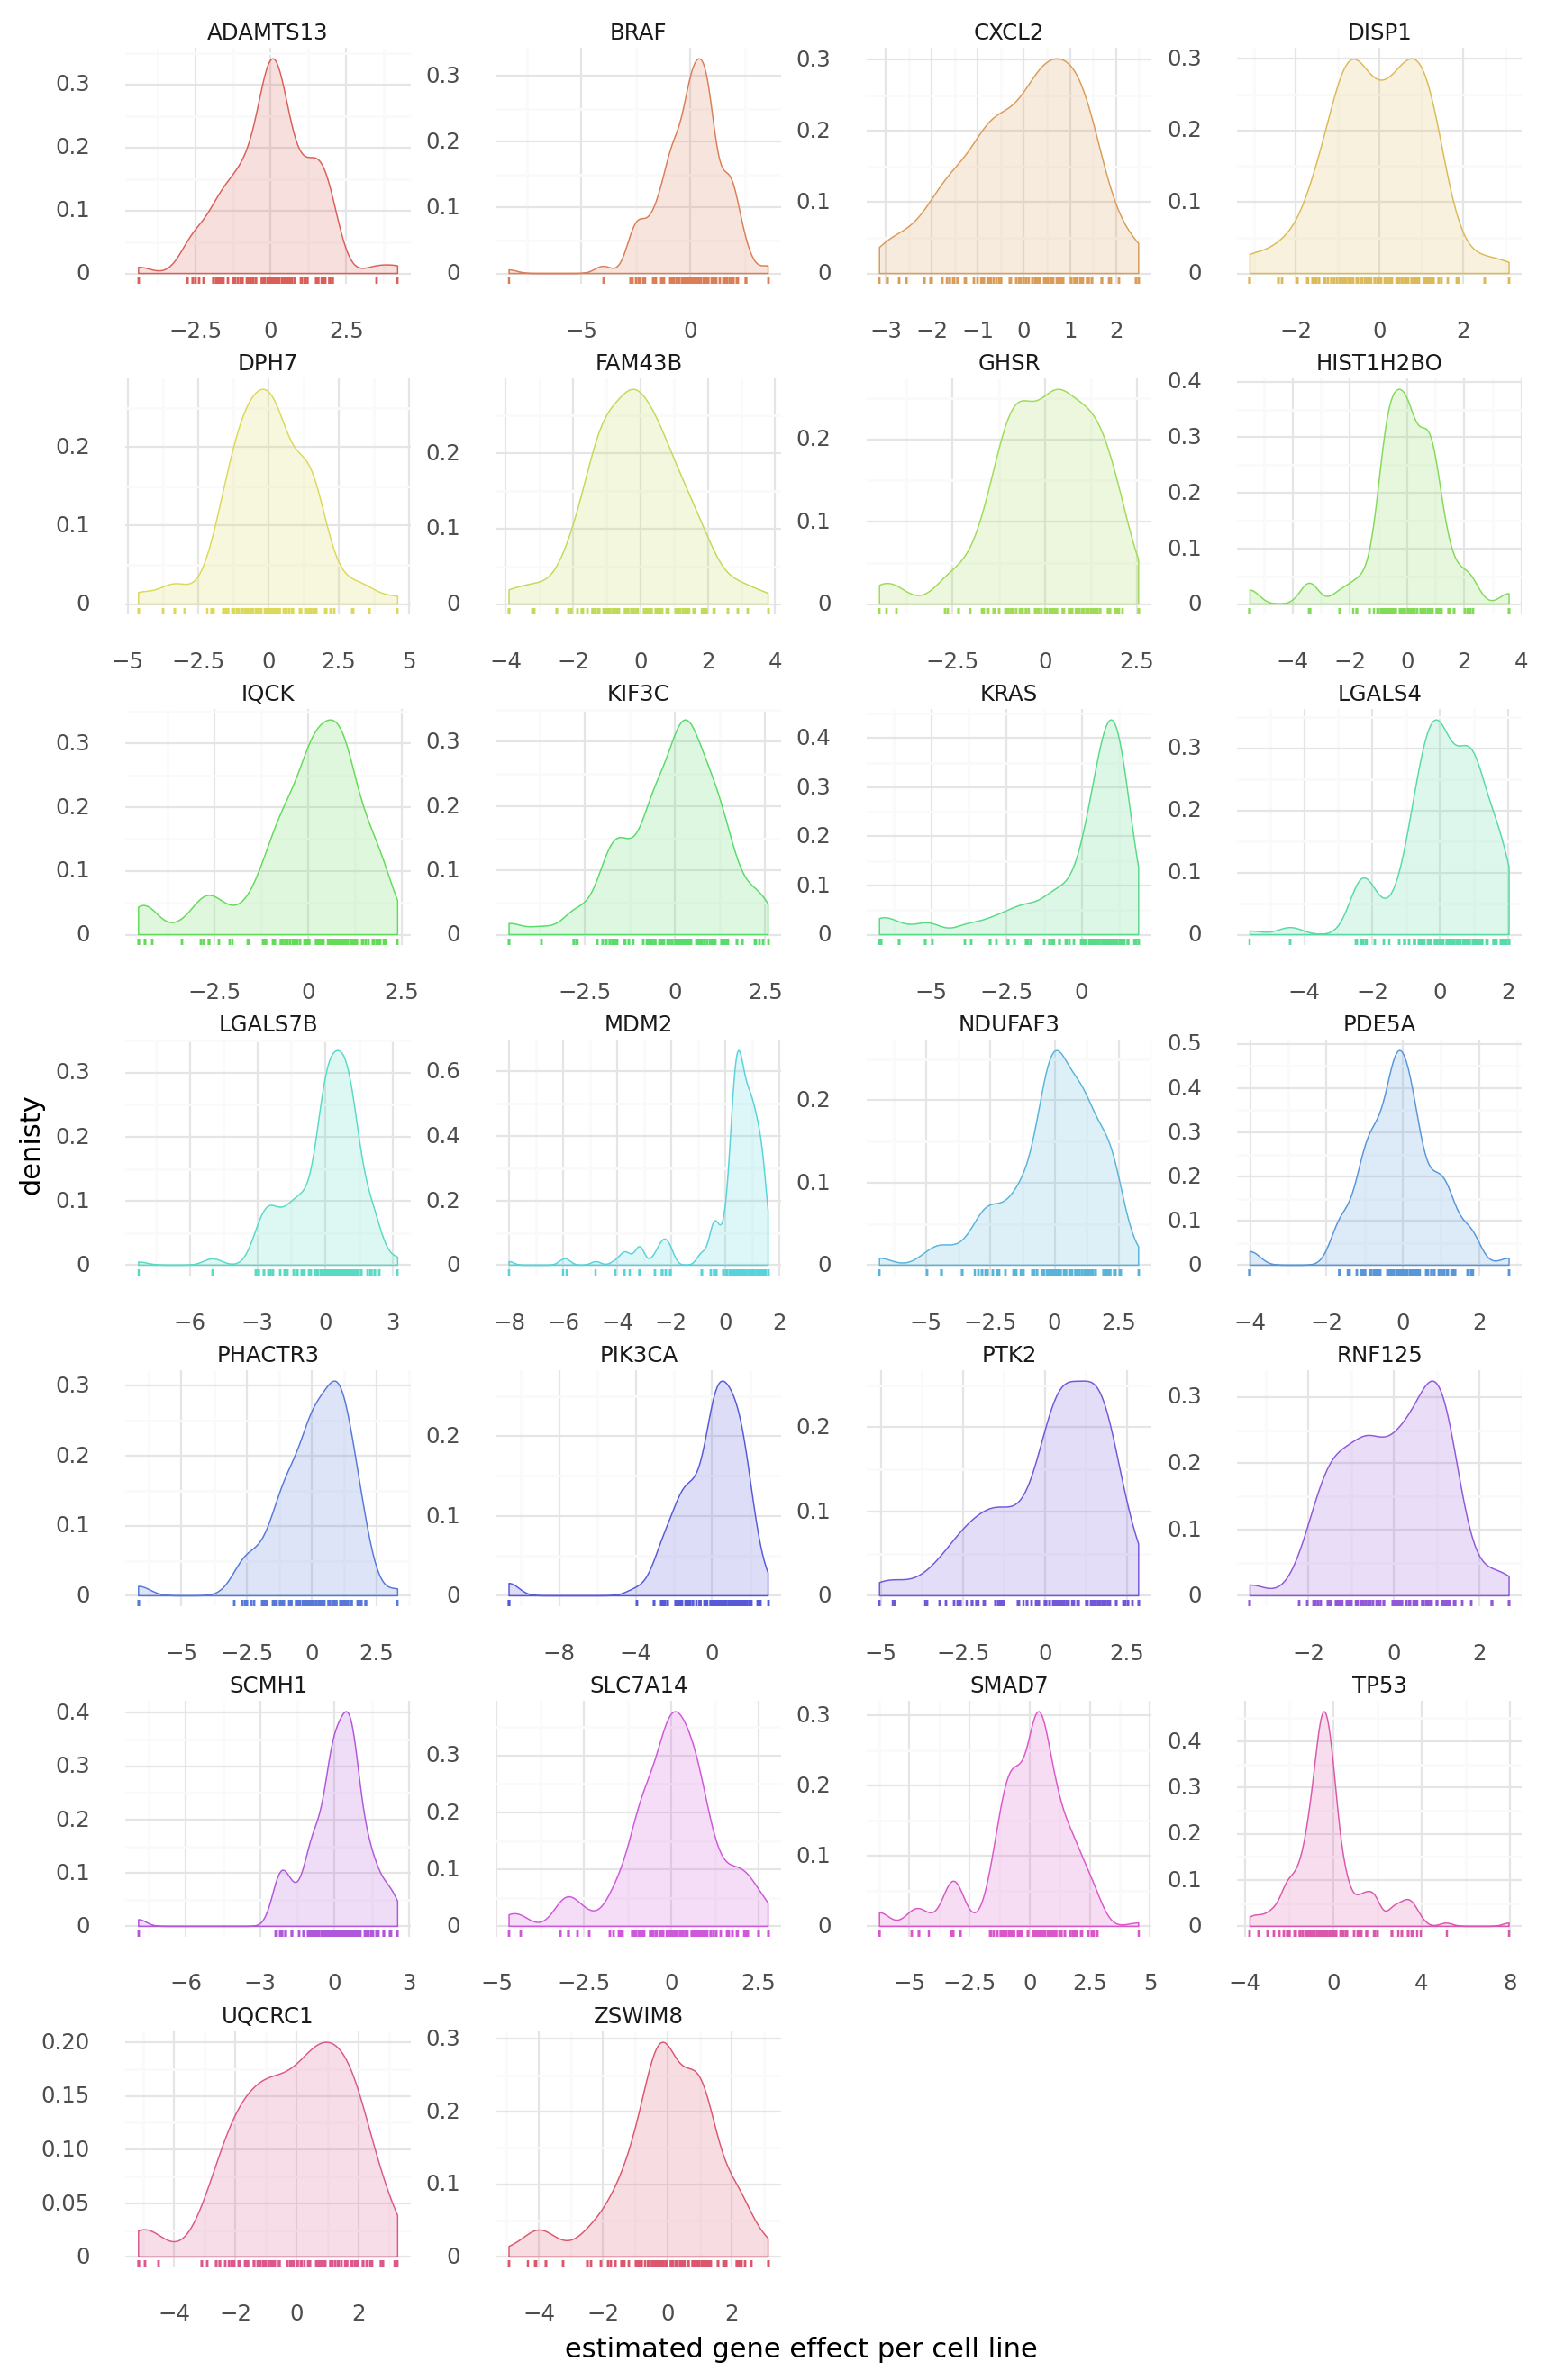 ADAMTS13 BRAF CXCL2 DISP1
0.3 0.3 0.3 0.3
0.2 0.2 0.2 0.2
0.1 0.1 0.1 0.1
0 0 0 0
−2.5 0 2.5 −5 0 −3 −2 −1 0 1 2 −2 0 2
DPH7 FAM43B GHSR HIST1H2BO
0.4
0.3
0.2 0.2 0.2 0.2
0.1 0.1 0.1 0.1
0 0 0 0
−5 −2.5 0 2.5 5 −4 −2 0 2 4 −2.5 0 2.5 −4 −2 0 2 4
IQCK KIF3C KRAS LGALS4
0.4
0.3 0.3 0.3 0.3
0.2 0.2 0.2 0.2
0.1 0.1 0.1 0.1
0 0 0 0
−2.5 0 2.5 −2.5 0 2.5 −5 −2.5 0 −4 −2 0 2
LGALS7B MDM2 NDUFAF3 PDE5A
0.5
0.3 0.6 0.4
0.2 0.4 0.2 0.3
0.2
0.1 0.2 0.1 0.1
0 0 0 0
denisty
−6 −3 0 3 −8 −6 −4 −2 0 2 −5 −2.5 0 2.5 −4 −2 0 2
PHACTR3 PIK3CA PTK2 RNF125
0.3 0.3
0.2 0.2 0.2 0.2
0.1 0.1 0.1 0.1
0 0 0 0
−5 −2.5 0 2.5 −8 −4 0 −5 −2.5 0 2.5 −2 0 2
SCMH1 SLC7A14 SMAD7 TP53
0.4 0.4
0.3 0.3 0.3 0.3
0.2 0.2 0.2 0.2
0.1 0.1 0.1 0.1
0 0 0 0
−6 −3 0 3 −5 −2.5 0 2.5 −5 −2.5 0 2.5 5 −4 0 4 8
UQCRC1 ZSWIM8
0.20 0.3
0.15 0.2
0.10
0.05 0.1
0 0
−4 −2 0 2 −4 −2 0 2
estimated gene effect per cell line